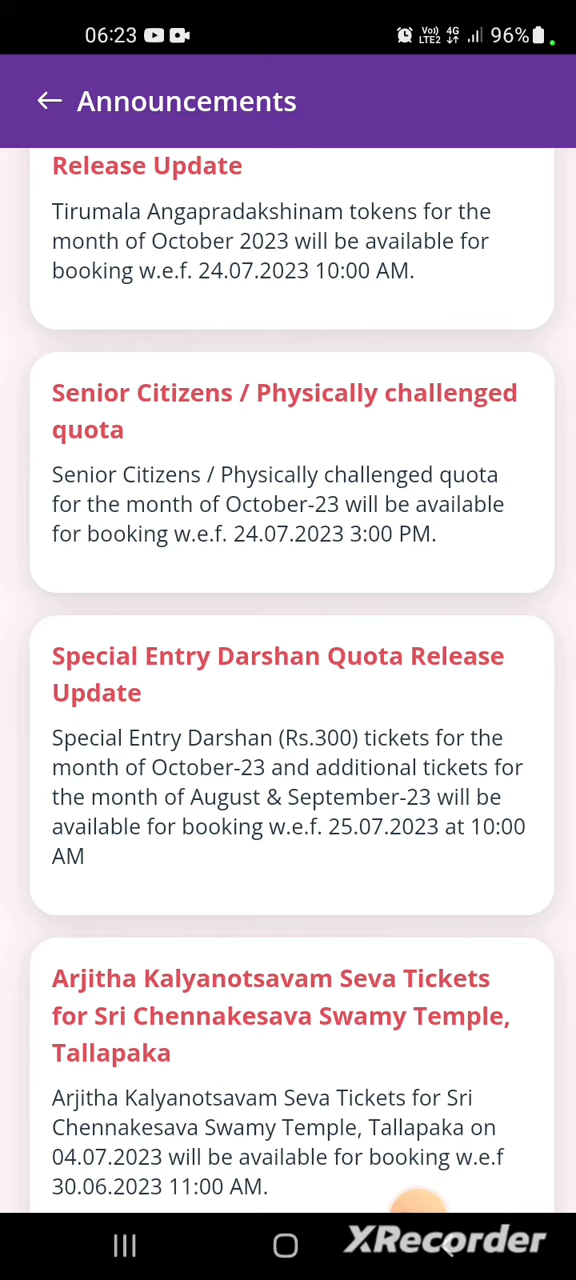 06:23
Vo)) 4G
LTE2
96%
Announcements
Release Update
Tirumala Angapradakshinam tokens for the
month of October 2023 will be available for
booking w.e.f. 24.07.2023 10:00 AM.
Senior Citizens / Physically challenged
quota
Senior Citizens / Physically challenged quota
for the month of October-23 will be available
for booking w.e.f. 24.07.2023 3:00 PM.
Special Entry Darshan Quota Release
Update
Special Entry Darshan (Rs.300) tickets for the
month of October-23 and additional tickets for
the month of August & September-23 will be
available for booking w.e.f. 25.07.2023 at 10:00
AM
Arjitha Kalyanotsavam Seva Tickets
for Sri Chennakesava Swamy Temple,
Tallapaka
Arjitha Kalyanotsavam Seva Tickets for Sri
Chennakesava Swamy Temple, Tallapaka on
04.07.2023 will be available for booking w.e.f
30.06.2023 11:00 AM.
XRecorder